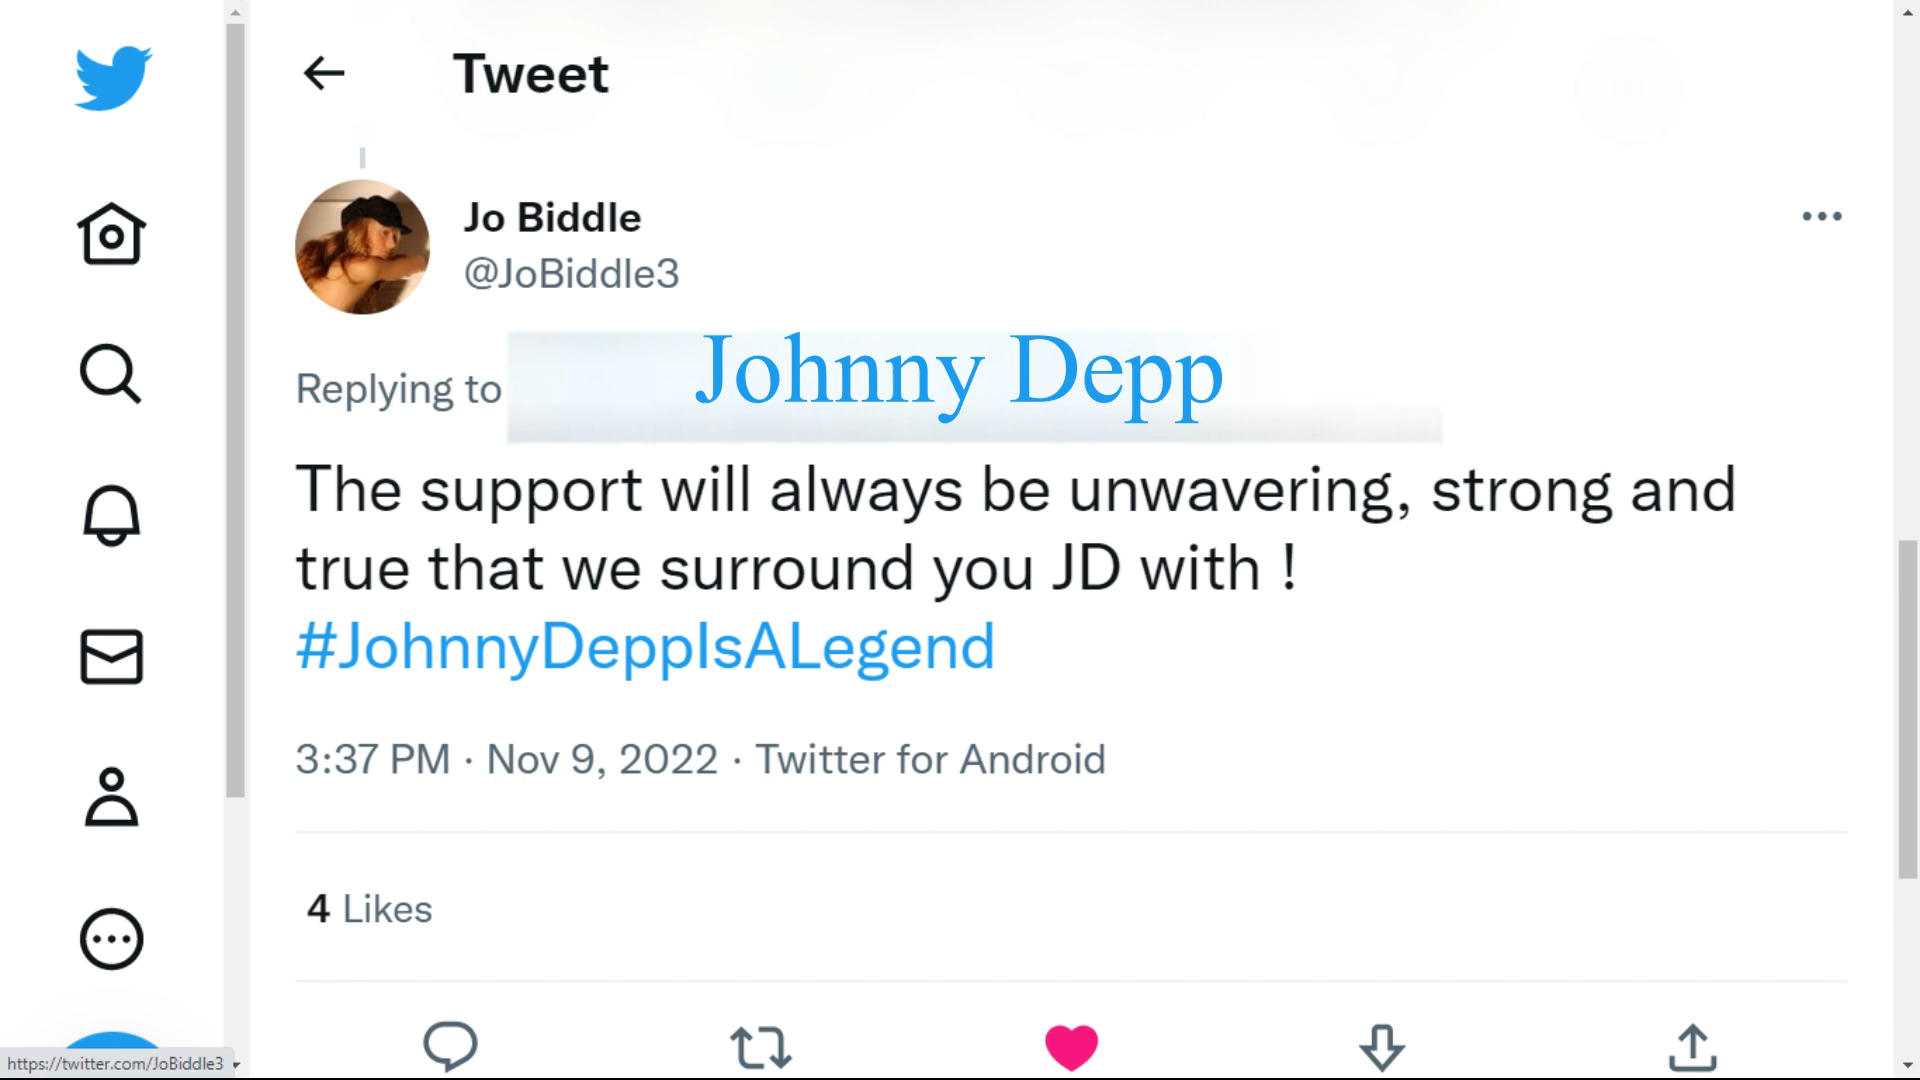 Tweet
Jo Biddle
@JoBiddle3
Replying to Johnny Depp
The support will always be unwavering, strong and
true that we surround you JD with !
#JohnnyDeppIsALegend
3:37 PM · Nov 9, 2022 · Twitter for Android
4 Likes
https://twitter.com/JoBiddle3